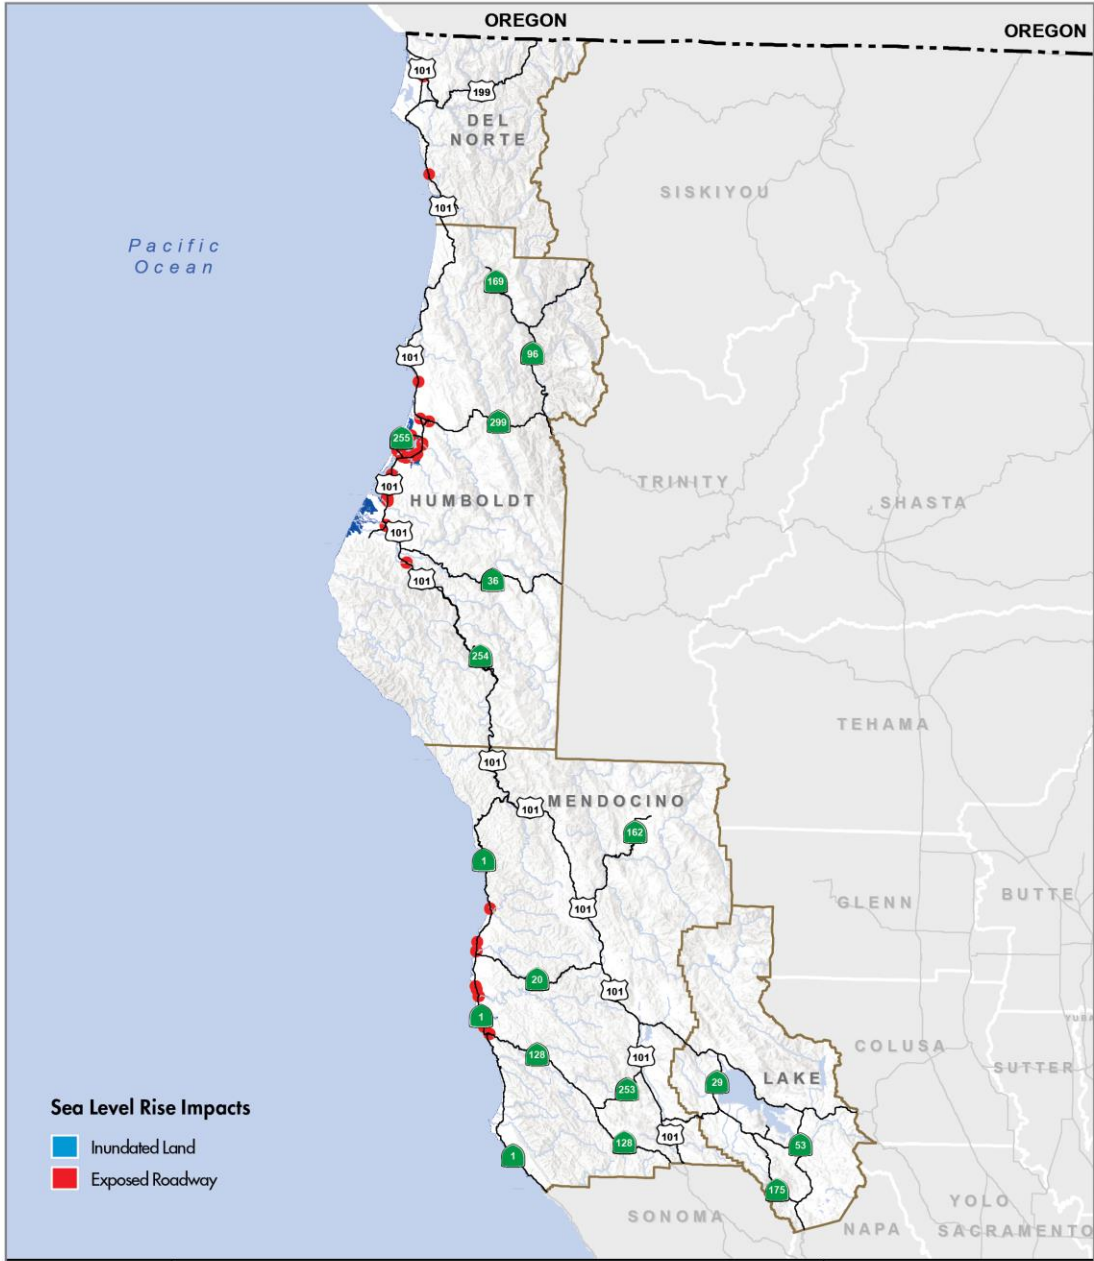 OREGON
OREGON
101
199
DEL
NORTE
SISKIYOU
101
Pacific
Ocean
169
101
96
299
255
TRINITY
101
HUMBOLDT
SHASTA
101
101
36
254
TEHAMA
101
MENDOCINO
101
162
1
GLENN
BUTTE
101
20
101
1
YUBA
COLUSA
128
101
SUTTER
29
LAKE
253
Sea Level Rise Impacts
Inundated Land
101
128
53
1
Exposed Roadway
175
YOLO
SONOMA
NAPA
SACRAMENTO